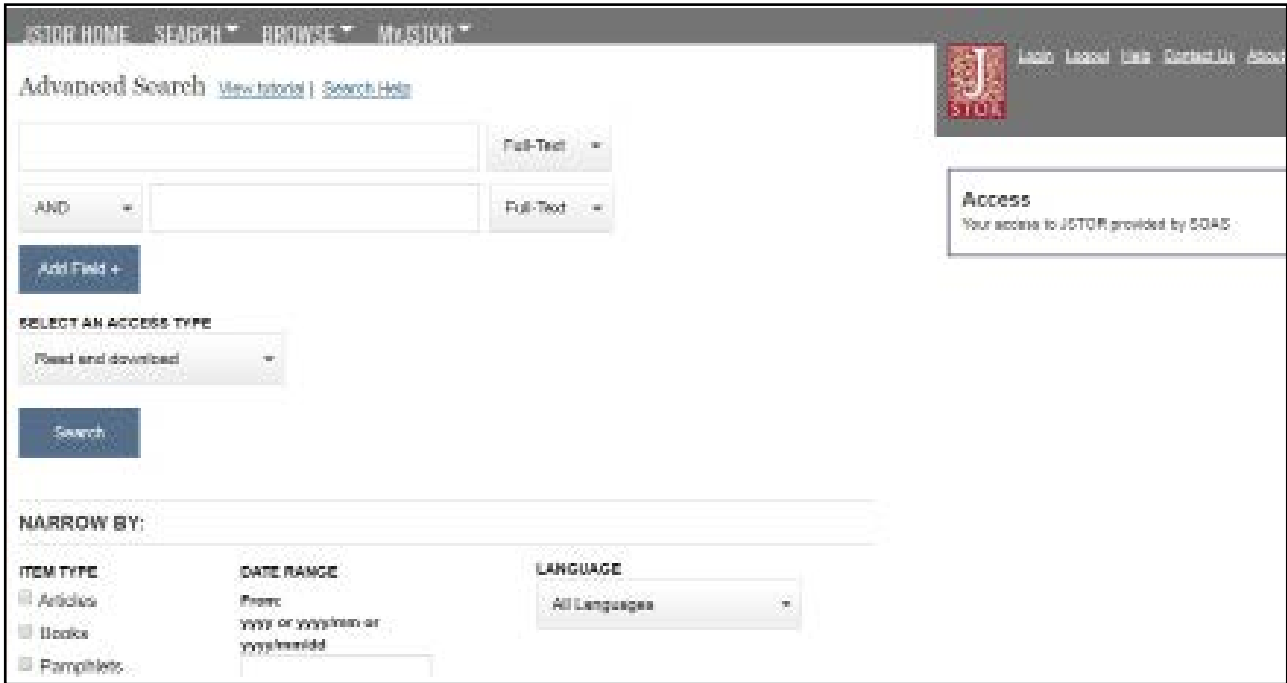 JSTOR HOME SEARCH BROWSE MyJSTOR
Login Logout Help Contact Us About
J
STOR
Advanced Search View tutorial | Search Help
Full-Text
AND Full-Text
Add Field +
Access
Your access to JSTOR provided by SOAS
SELECT AN ACCESS TYPE
Read and download
Search
NARROW BY:
ITEM TYPE
Articles
Books
Pamphlets
DATE RANGE
From:
yyyy or yyyy/mm or
yyyy/mm/dd
LANGUAGE
All Languages